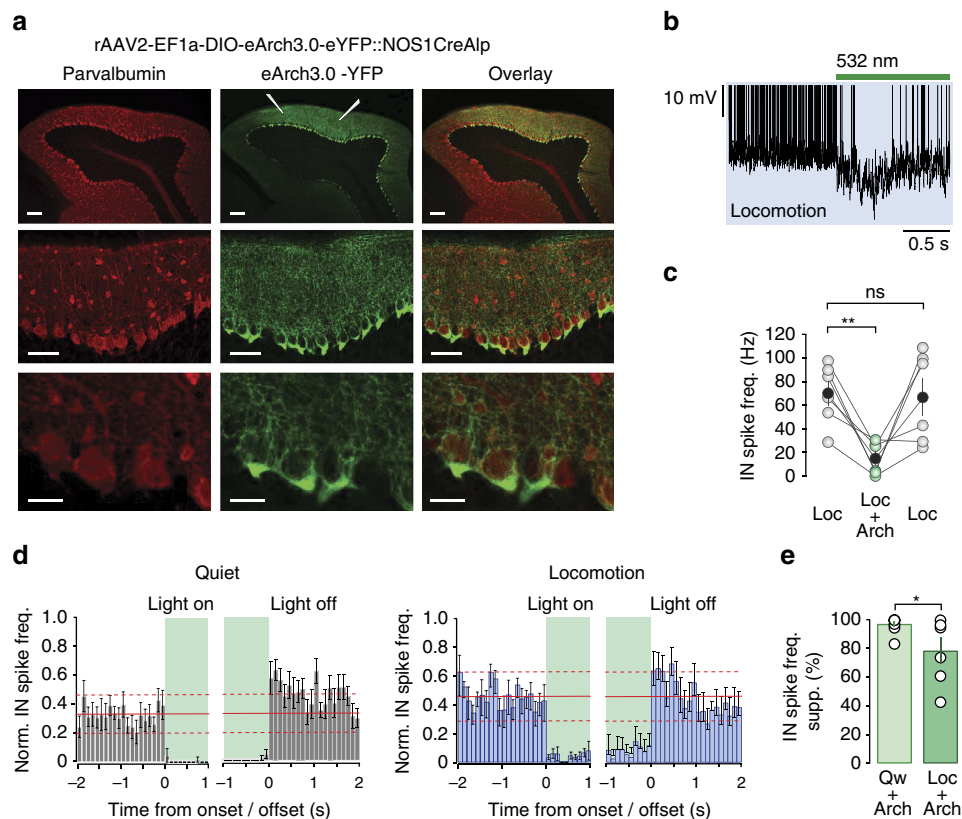 a
rAAV2-EF1a-DIO-eArch3.0-eYFP::NOS1CreAlp
Parvalbumin
eArch3.0 -YFP
Overlay
b
532 nm
10 mV
Locomotion
0.5 s
c
ns
**
IN spike freq. (Hz)
120
100
80
60
40
20
0
Loc
Loc
+
Arch
Loc
d
Quiet
Light on
Light off
Norm. IN spike freq.
1.0
0.8
0.6
0.4
0.2
0
−2 −1 0 1
−1 0 1 2
Time from onset / offset (s)
Locomotion
Light on
Light off
Norm. IN spike freq.
1.0
0.8
0.6
0.4
0.2
0
−2 −1 0 1
−1 0 1 2
Time from onset / offset (s)
e
*
IN spike freq.
supp. (%)
100
80
60
40
20
0
Qw
+
Arch
Loc
+
Arch